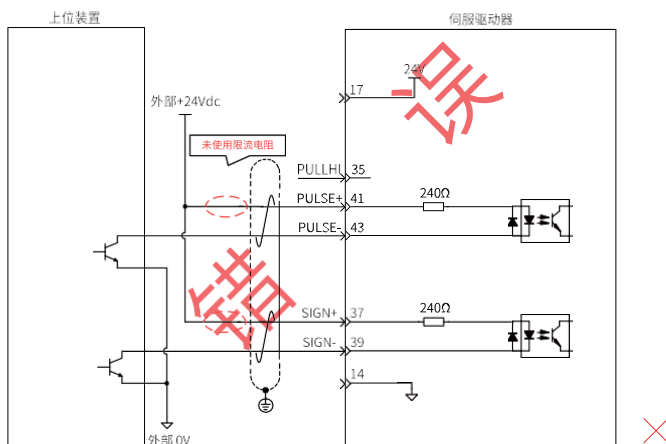 上位装置
伺服驱动器
24V
17
外部+24Vdc
未使用限流电阻
PULLHI
35
PULSE+
41
240Ω
PULSE-
43
SIGN+
37
240Ω
SIGN-
39
14
外部 0V
错误